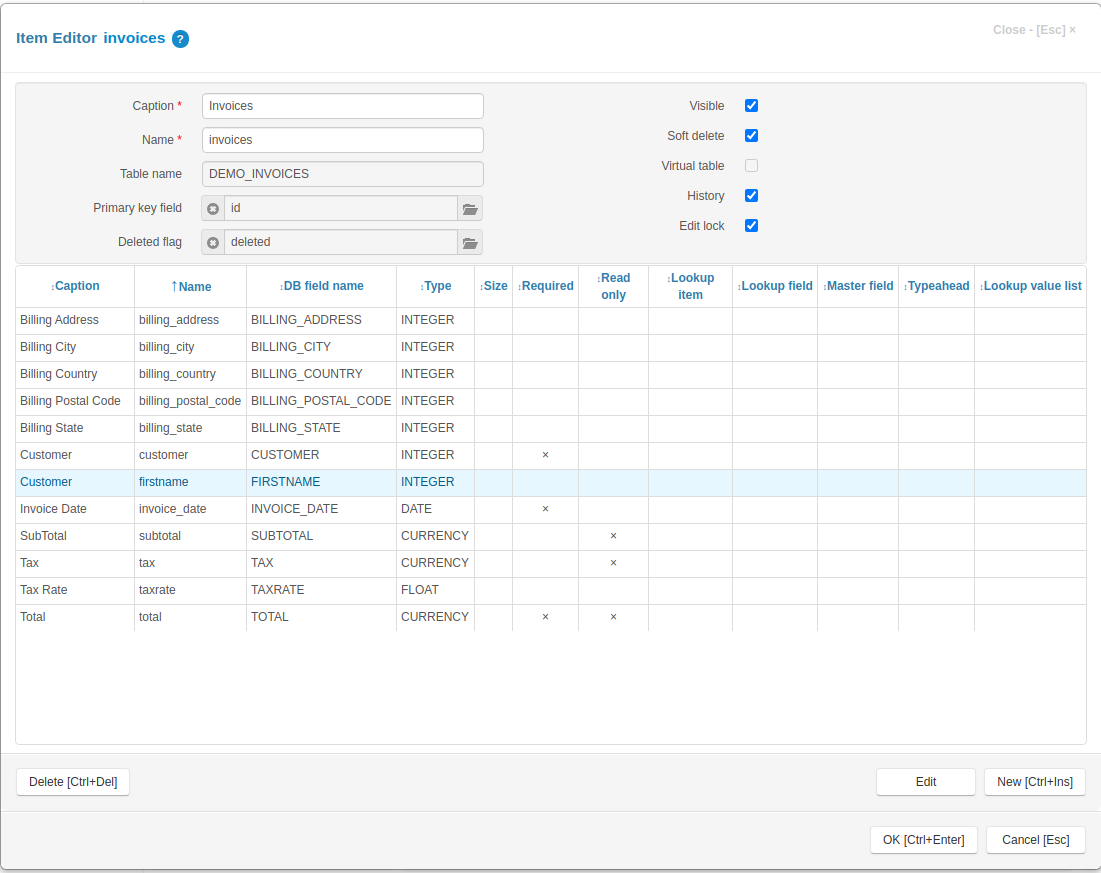 Item Editor invoices ?
Close - [Esc] ×
Caption * Invoices
Visible
Name * invoices
Soft delete
Table name DEMO_INVOICES
Virtual table
Primary key field id
History
Deleted flag deleted
Edit lock
↕Caption ↑Name ↕DB field name ↕Type ↕Size ↕Required ↕Read only ↕Lookup item ↕Lookup field ↕Master field ↕Typeahead ↕Lookup value list
Billing Address billing_address BILLING_ADDRESS INTEGER
Billing City billing_city BILLING_CITY INTEGER
Billing Country billing_country BILLING_COUNTRY INTEGER
Billing Postal Code billing_postal_code BILLING_POSTAL_CODE INTEGER
Billing State billing_state BILLING_STATE INTEGER
Customer customer CUSTOMER INTEGER ×
Customer firstname FIRSTNAME INTEGER
Invoice Date invoice_date INVOICE_DATE DATE ×
SubTotal subtotal SUBTOTAL CURRENCY ×
Tax tax TAX CURRENCY ×
Tax Rate taxrate TAXRATE FLOAT
Total total TOTAL CURRENCY × ×
Delete [Ctrl+Del] Edit New [Ctrl+Ins]
OK [Ctrl+Enter] Cancel [Esc]